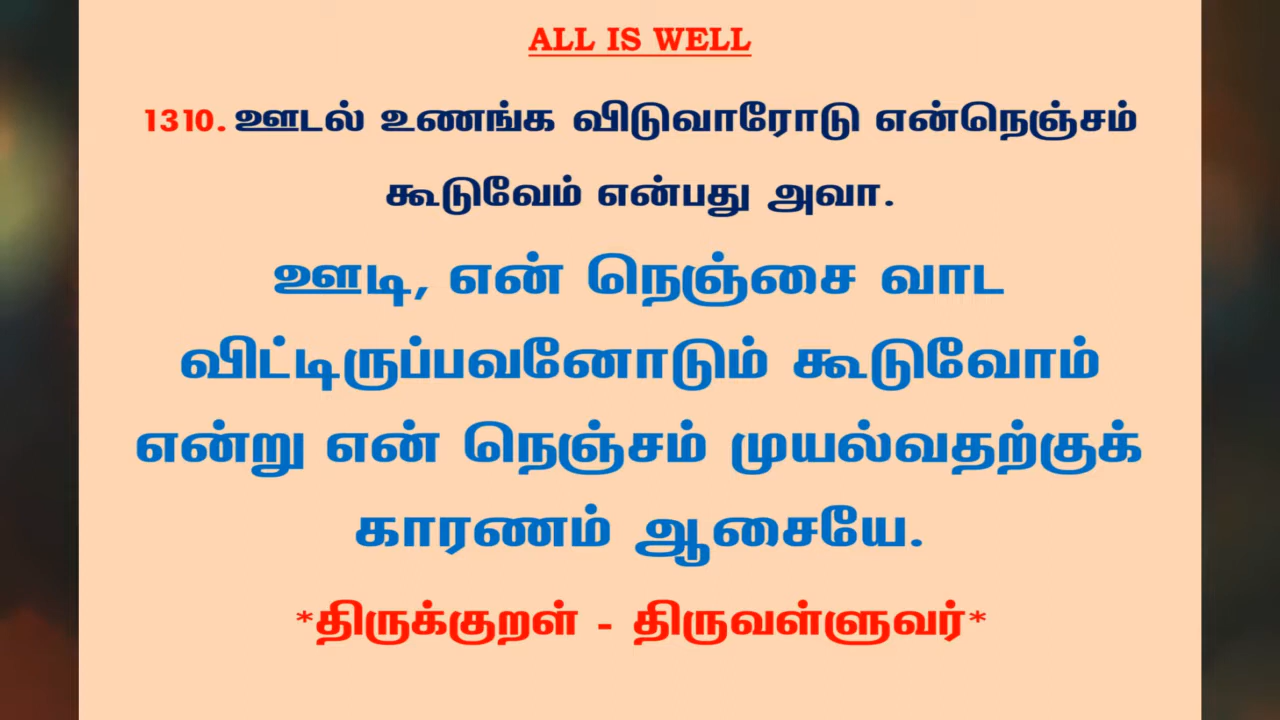 ALL IS WELL
1310. ஊடல் உணங்க விடுவாரோடு என்நெஞ்சம்
கூடுவேம் என்பது அவா.
ஊடி, என் நெஞ்சை வாட
விட்டிருப்பவனோடும் கூடுவோம்
என்று என் நெஞ்சம் முயல்வதற்குக்
காரணம் ஆசையே.
*திருக்குறள் - திருவள்ளுவர்*